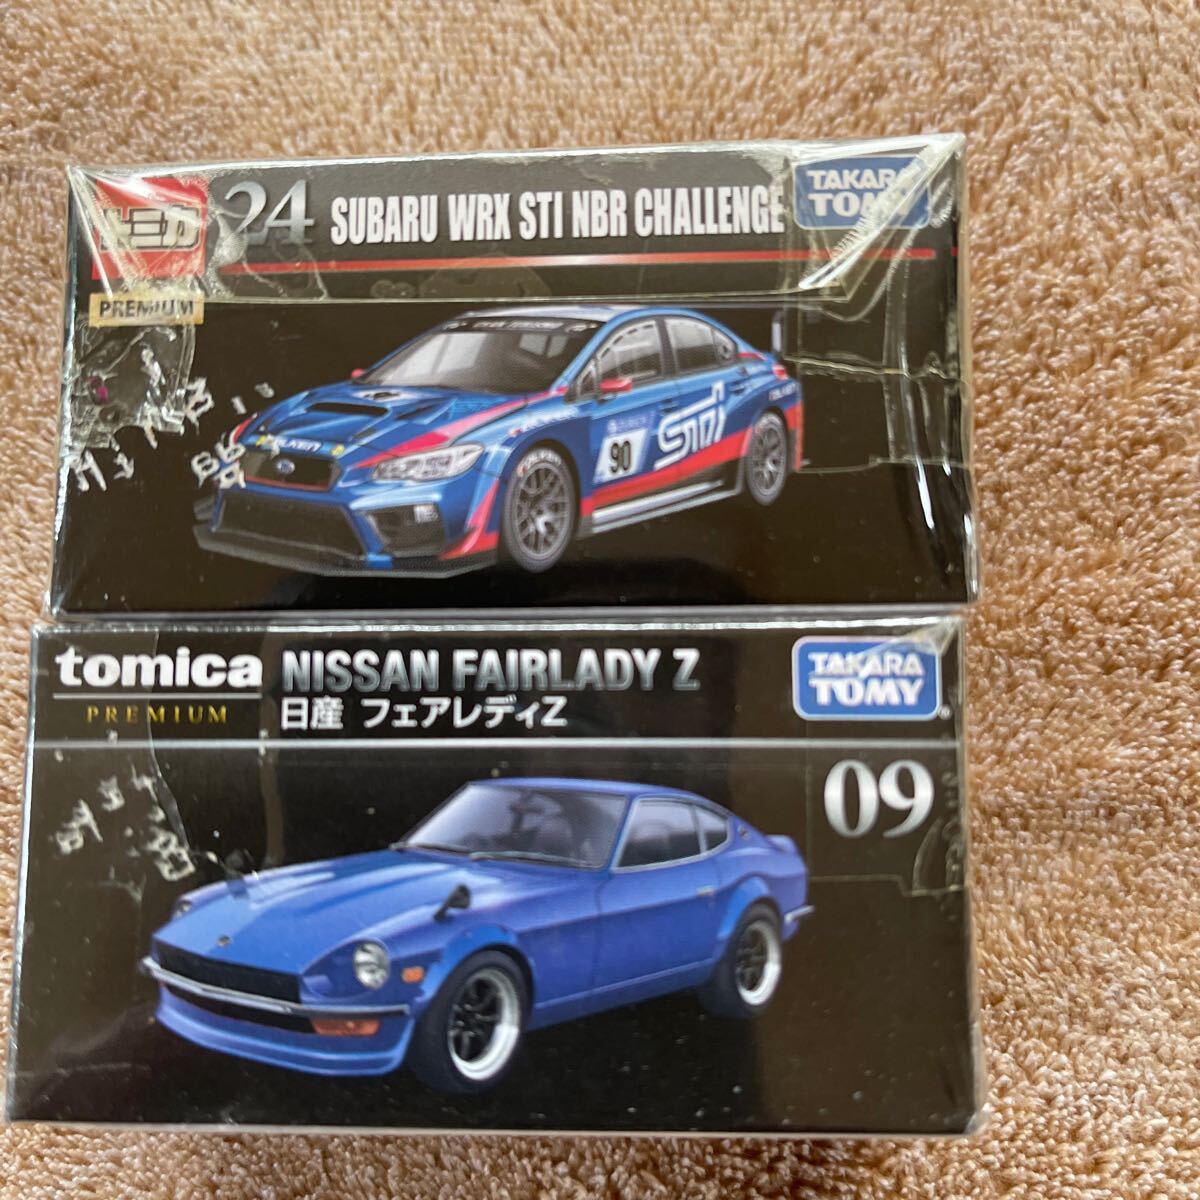 トミカ
PREMIUM
24
SUBARU WRX STI NBR CHALLENGE
TAKARA
TOMY
FALKEN
90
STI
tomica
PREMIUM
NISSAN FAIRLADY Z
日産 フェアレディZ
TAKARA
TOMY
09